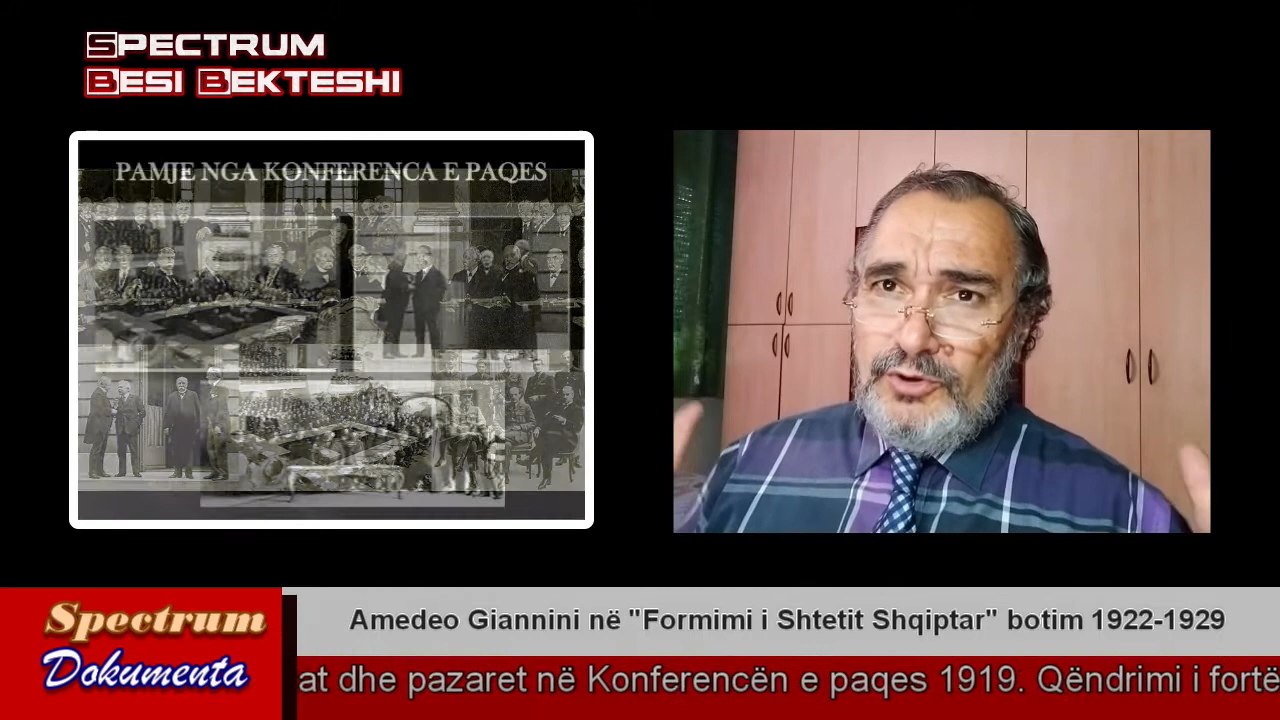 SPECTRUM
BESI BEKTESHI
PAMJE NGA KONFERENCA E PAQES
Spectrum
Dokumenta
Amedeo Giannini në "Formimi i Shtetit Shqiptar" botim 1922-1929
at dhe pazaret në Konferencën e paqes 1919. Qëndrimi i fortë